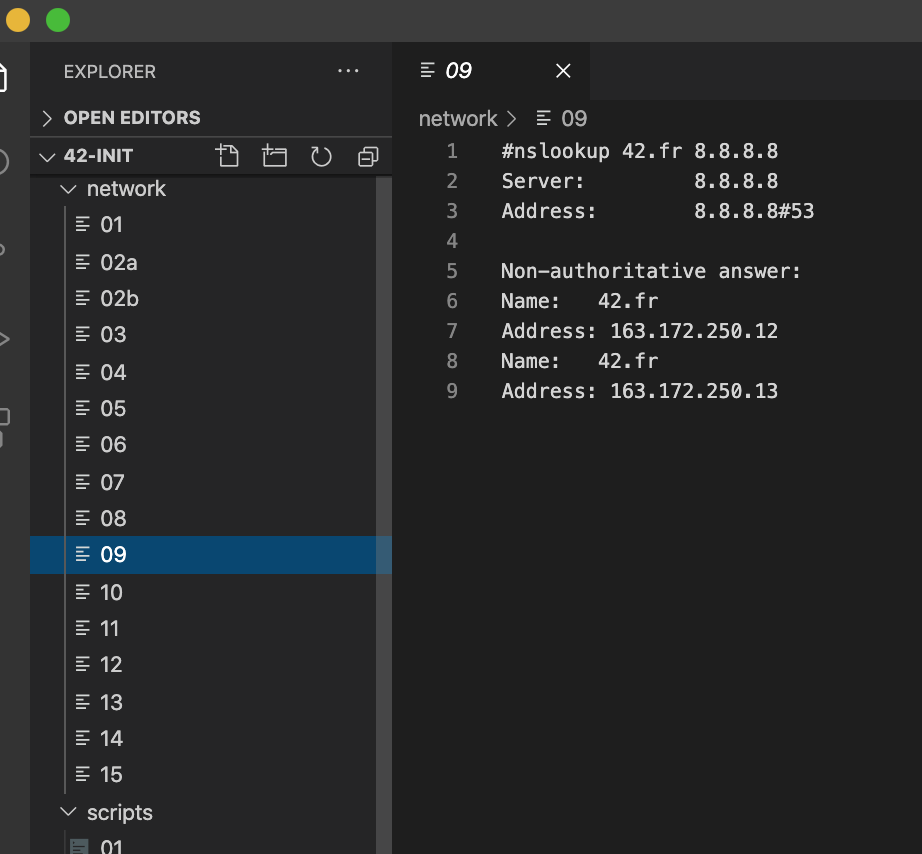 EXPLORER
OPEN EDITORS
42-INIT
network
01
02a
02b
03
04
05
06
07
08
09
10
11
12
13
14
15
scripts
01
09
network > 09
1 #nslookup 42.fr 8.8.8.8
2 Server: 8.8.8.8
3 Address: 8.8.8.8#53
4
5 Non-authoritative answer:
6 Name: 42.fr
7 Address: 163.172.250.12
8 Name: 42.fr
9 Address: 163.172.250.13